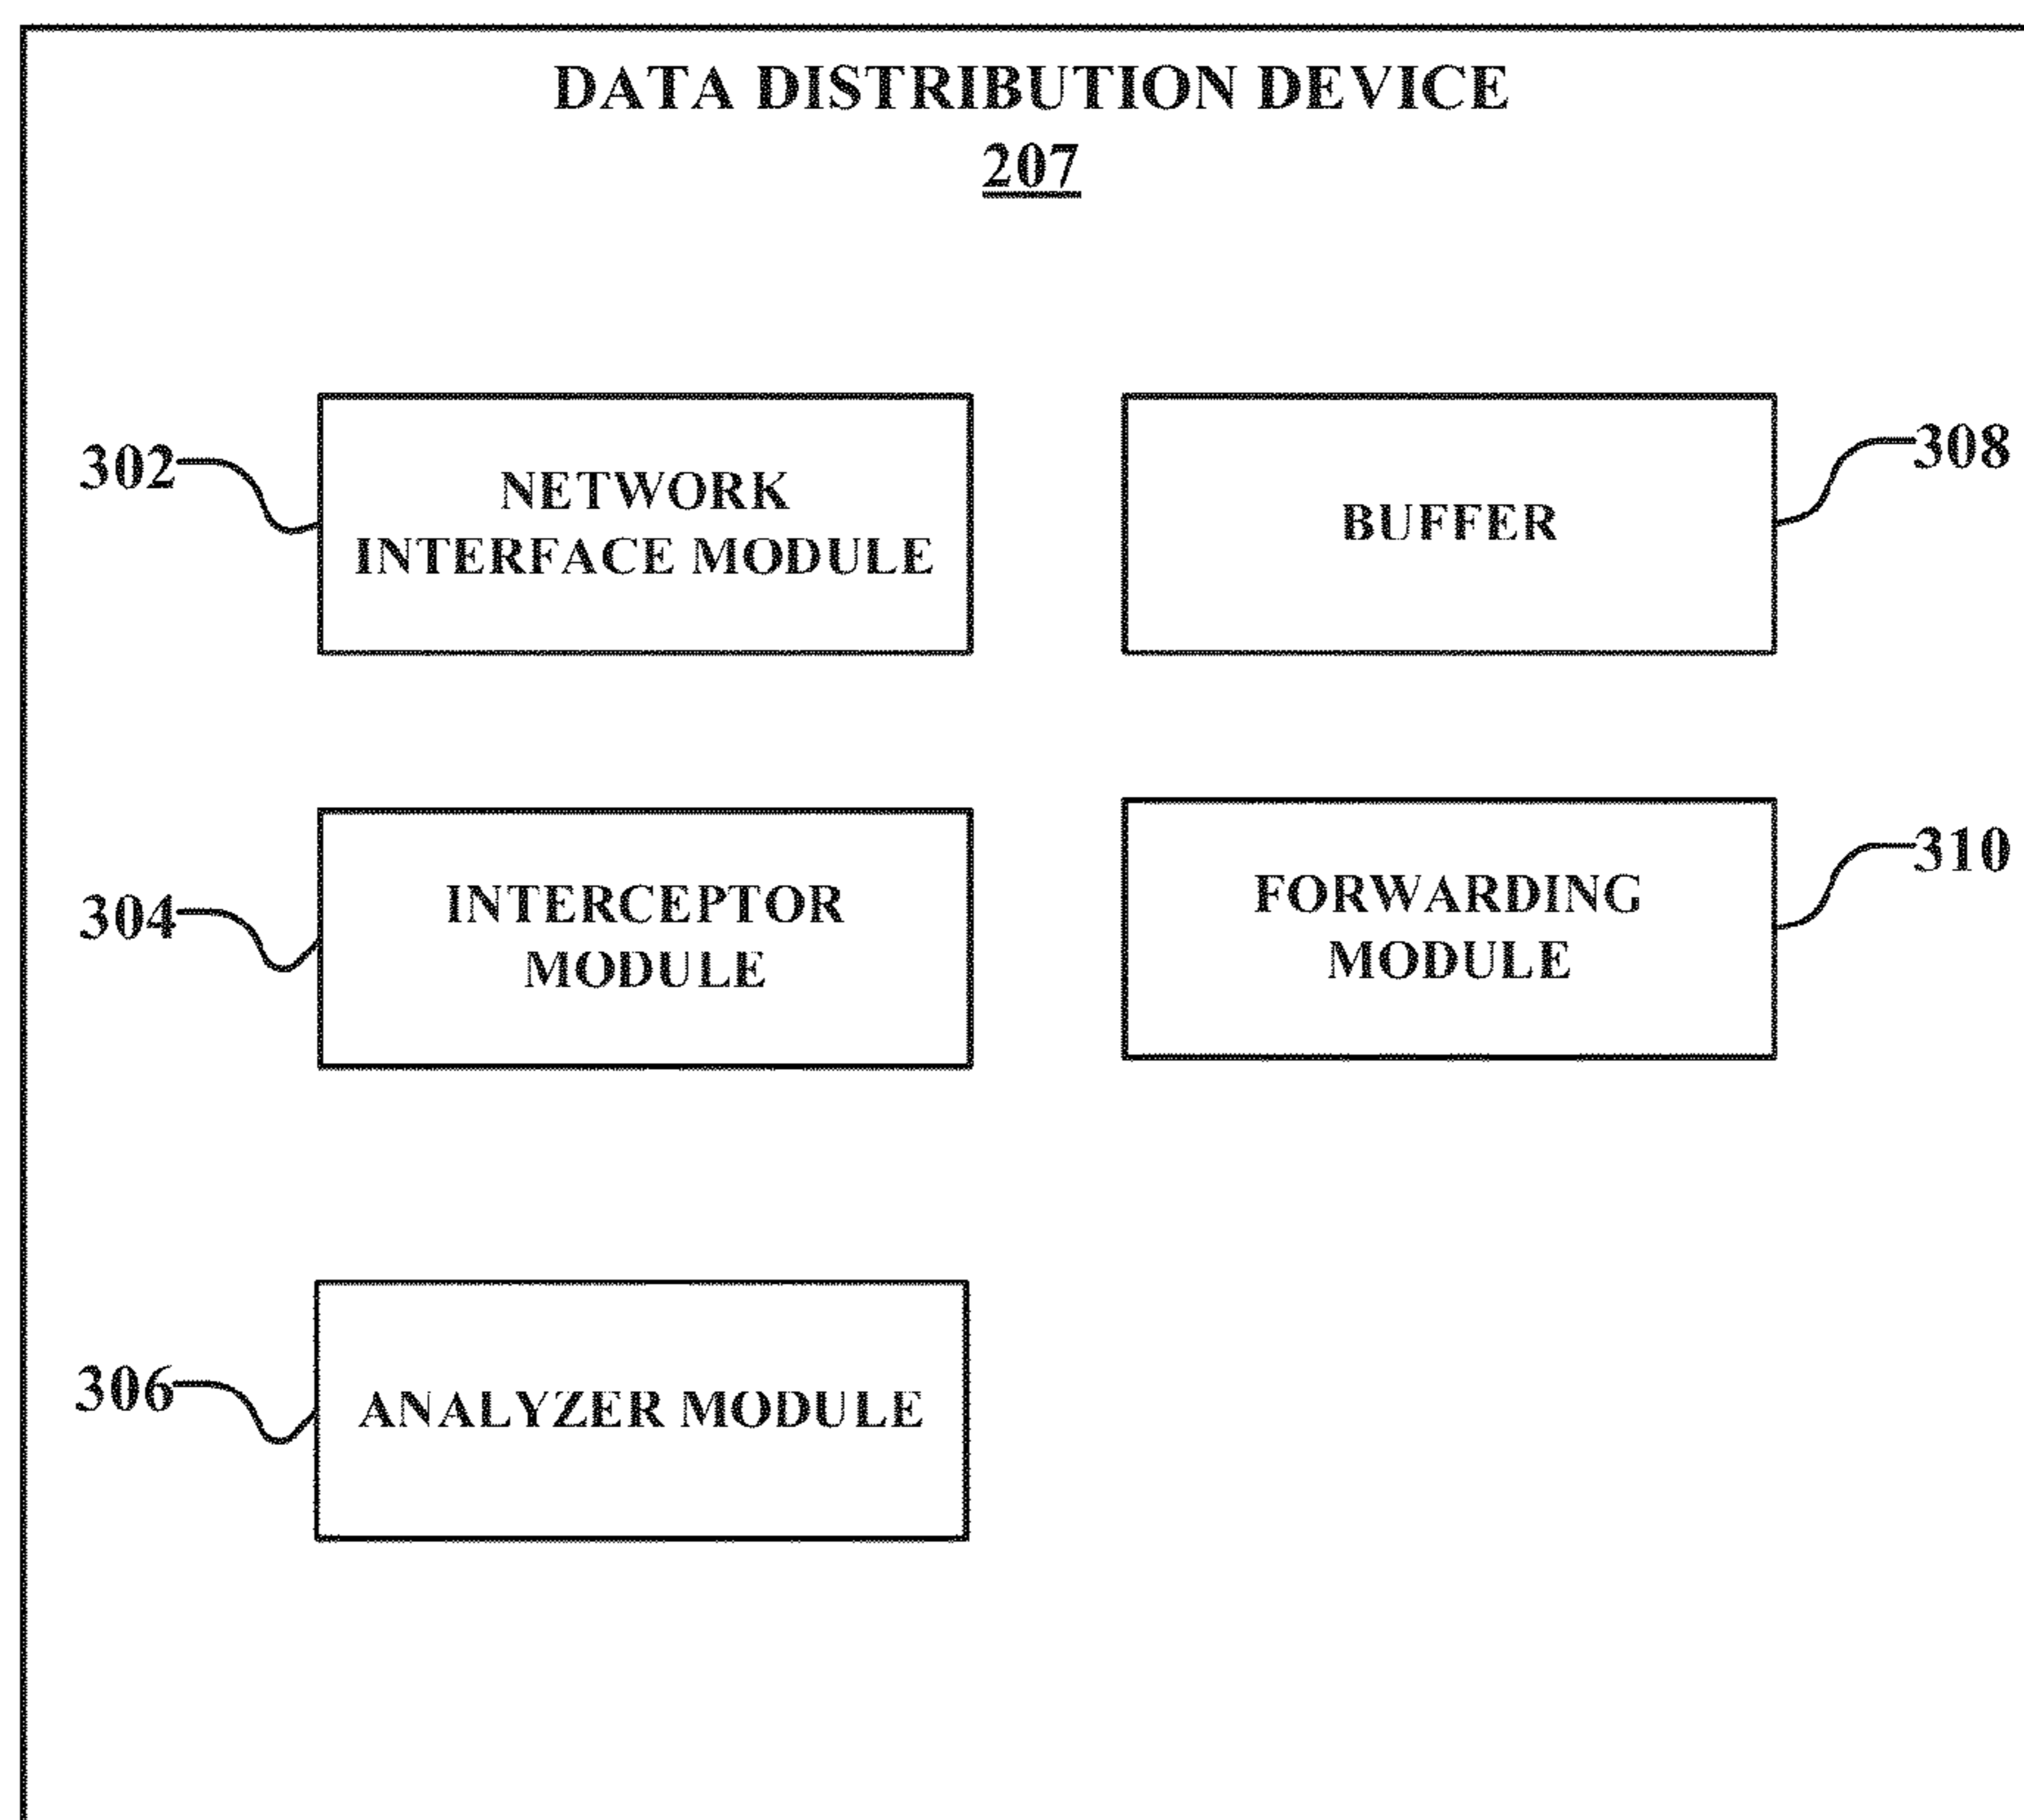 DATA DISTRIBUTION DEVICE
207
302
NETWORK
INTERFACE MODULE
BUFFER
308
304
INTERCEPTOR
MODULE
FORWARDING
MODULE
310
306
ANALYZER MODULE